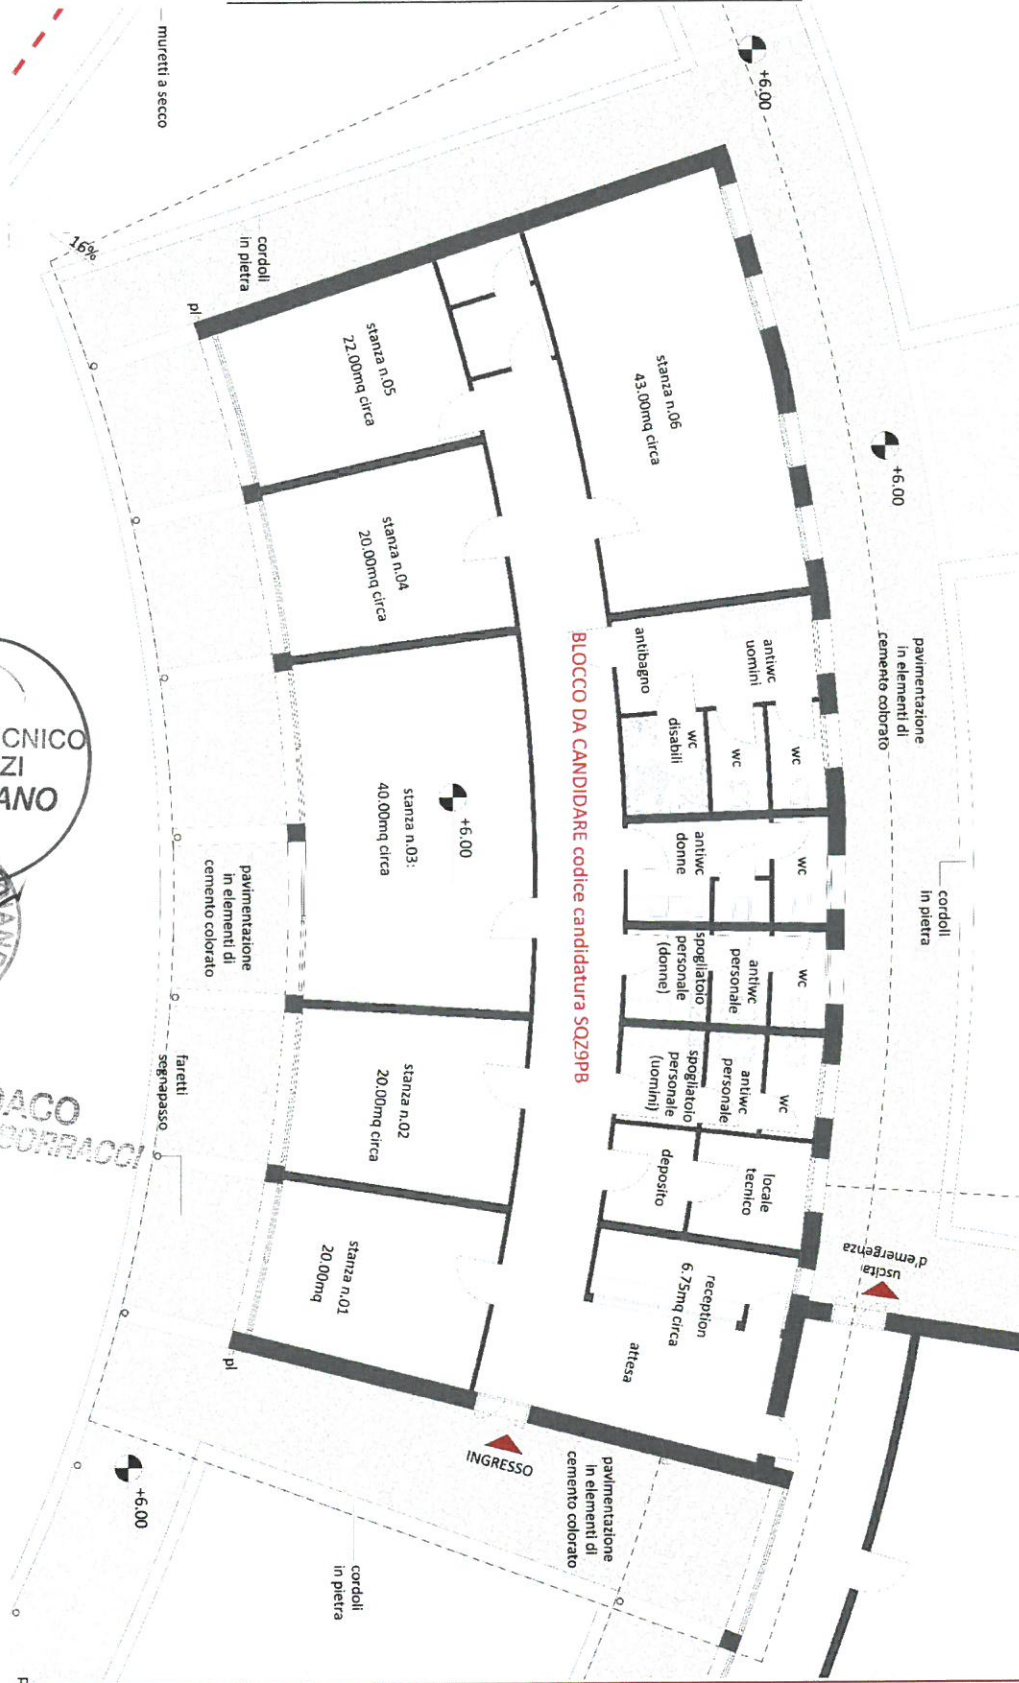 muretti a secco
+6.00
16%
cordoli
in pietra
pl
stanza n.05
22.00mq circa
stanza n.06
43.00mq circa
+6.00
stanza n.04
20.00mq circa
pavimentazione
in elementi di
cemento colorato
antibagno
antiwc
uomini
wc
disabili
wc
wc
BLOCCO DA CANDIDARE codice candidatura SQZ9PB
stanza n.03:
40.00mq circa
+6.00
antiwc
donne
wc
cordoli
in pietra
pavimentazione
in elementi di
cemento colorato
spogliatoio
personale
(donne)
antiwc
personale
wc
spogliatoio
personale
(uomini)
antiwc
personale
wc
faretti
segnapasso
stanza n.02
20.00mq circa
deposito
locale
tecnico
stanza n.01
20.00mq
reception
6.75mq circa
attesa
uscita
d'emergenza
pl
INGRESSO
pavimentazione
in elementi di
cemento colorato
+6.00
cordoli
in pietra
CNICO
ZI
ANO
DACO
CORRACCI